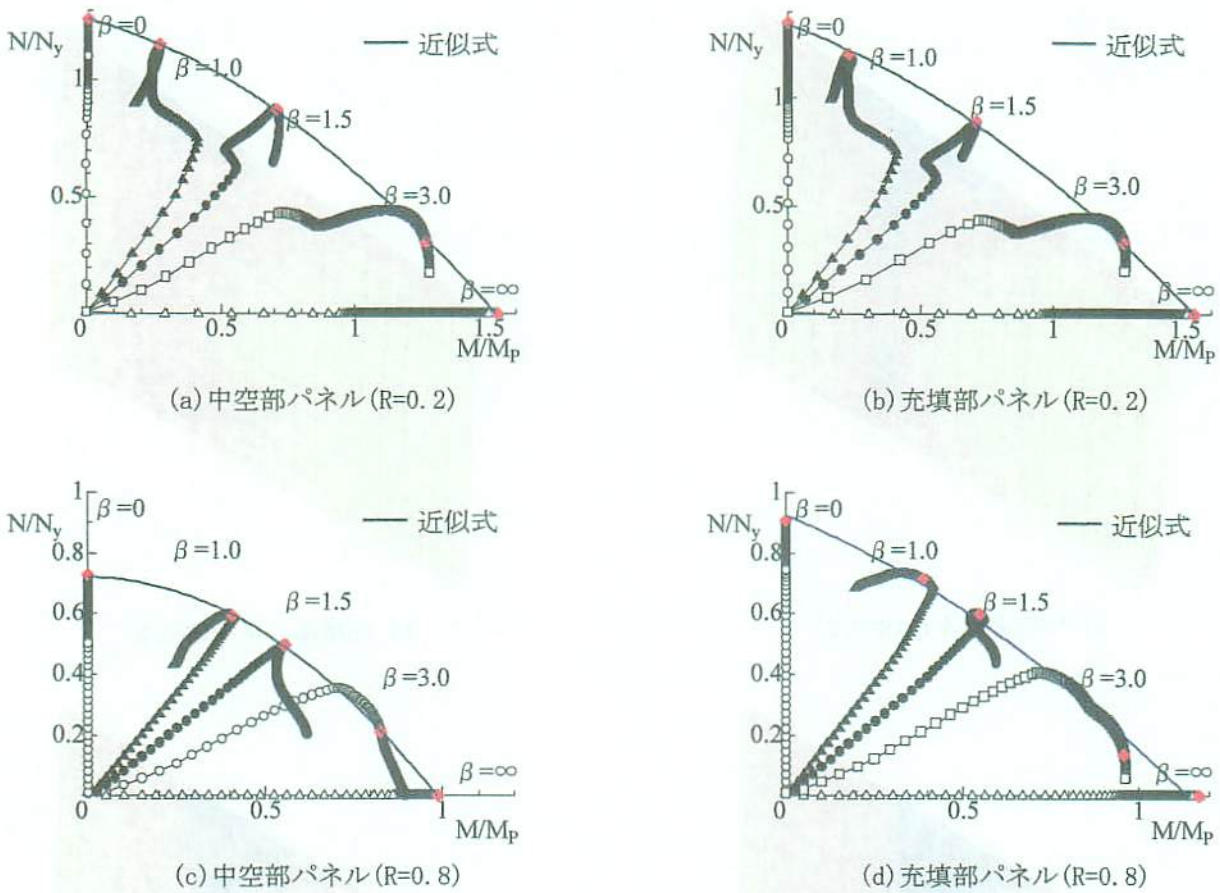 N/Ny
β=0
近似式
β=1.0
1
β=1.5
β=3.0
0.5
β=∞
0
0
0.5
1
1.5
M/MP
(a)中空部パネル(R=0.2)
N/Ny
β=0
近似式
β=1.0
1
β=1.5
β=3.0
0.5
β=∞
0
0
0.5
1
1.5
M/MP
(b)充填部パネル(R=0.2)
1
N/Ny
β=0
近似式
0.8
β=1.0
0.6
β=1.5
0.4
β=3.0
0.2
β=∞
0
0.5
1
M/MP
(c)中空部パネル(R=0.8)
1
N/Ny
β=0
近似式
0.8
β=1.0
0.6
β=1.5
0.4
β=3.0
0.2
β=∞
0
0.5
1
M/MP
(d)充填部パネル(R=0.8)